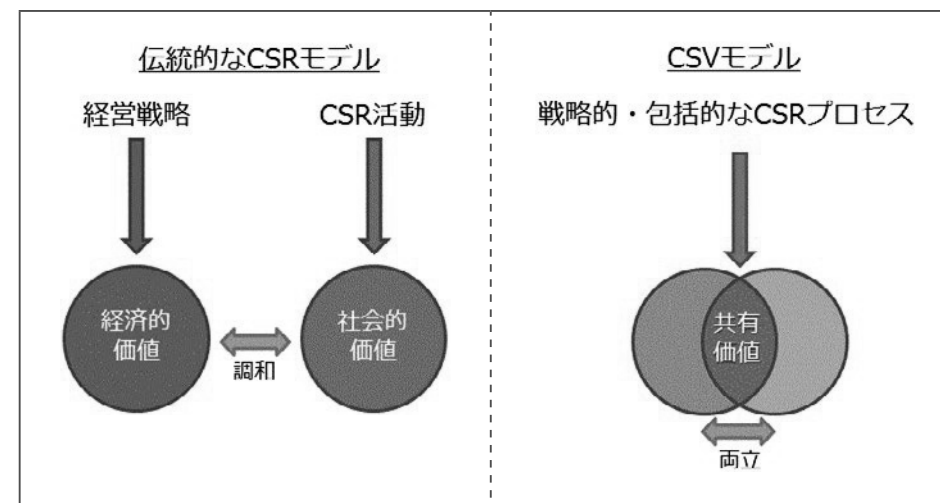 伝統的なCSRモデル
経営戦略
CSR活動
経済的
価値
調和
社会的
価値
CSVモデル
戦略的・包括的なCSRプロセス
共有
価値
両立